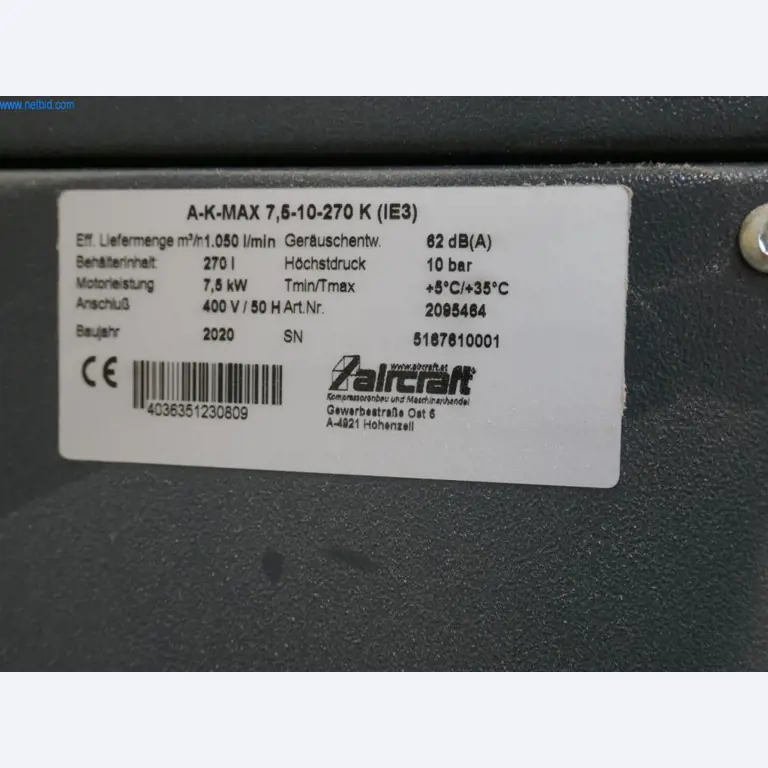 www.netbid.com
A-K-MAX 7,5-10-270 K (IE3)
Eff. Liefermenge m³/h 1.050 l/min Geräuschentw. 62 dB(A)
Behälterinhalt 270 l Höchstdruck 10 bar
Motorleistung 7,5 kW Tmin/Tmax +5°C/+35°C
Anschluß 400 V / 50 H Art.Nr. 2095464
Baujahr 2020 SN 5167610001
CE
4036351230809
www.aircraft.at
aircraft
Kompressorenbau und Maschinenhandel
Gewerbestraße Ost 6
A-4921 Hohenzell